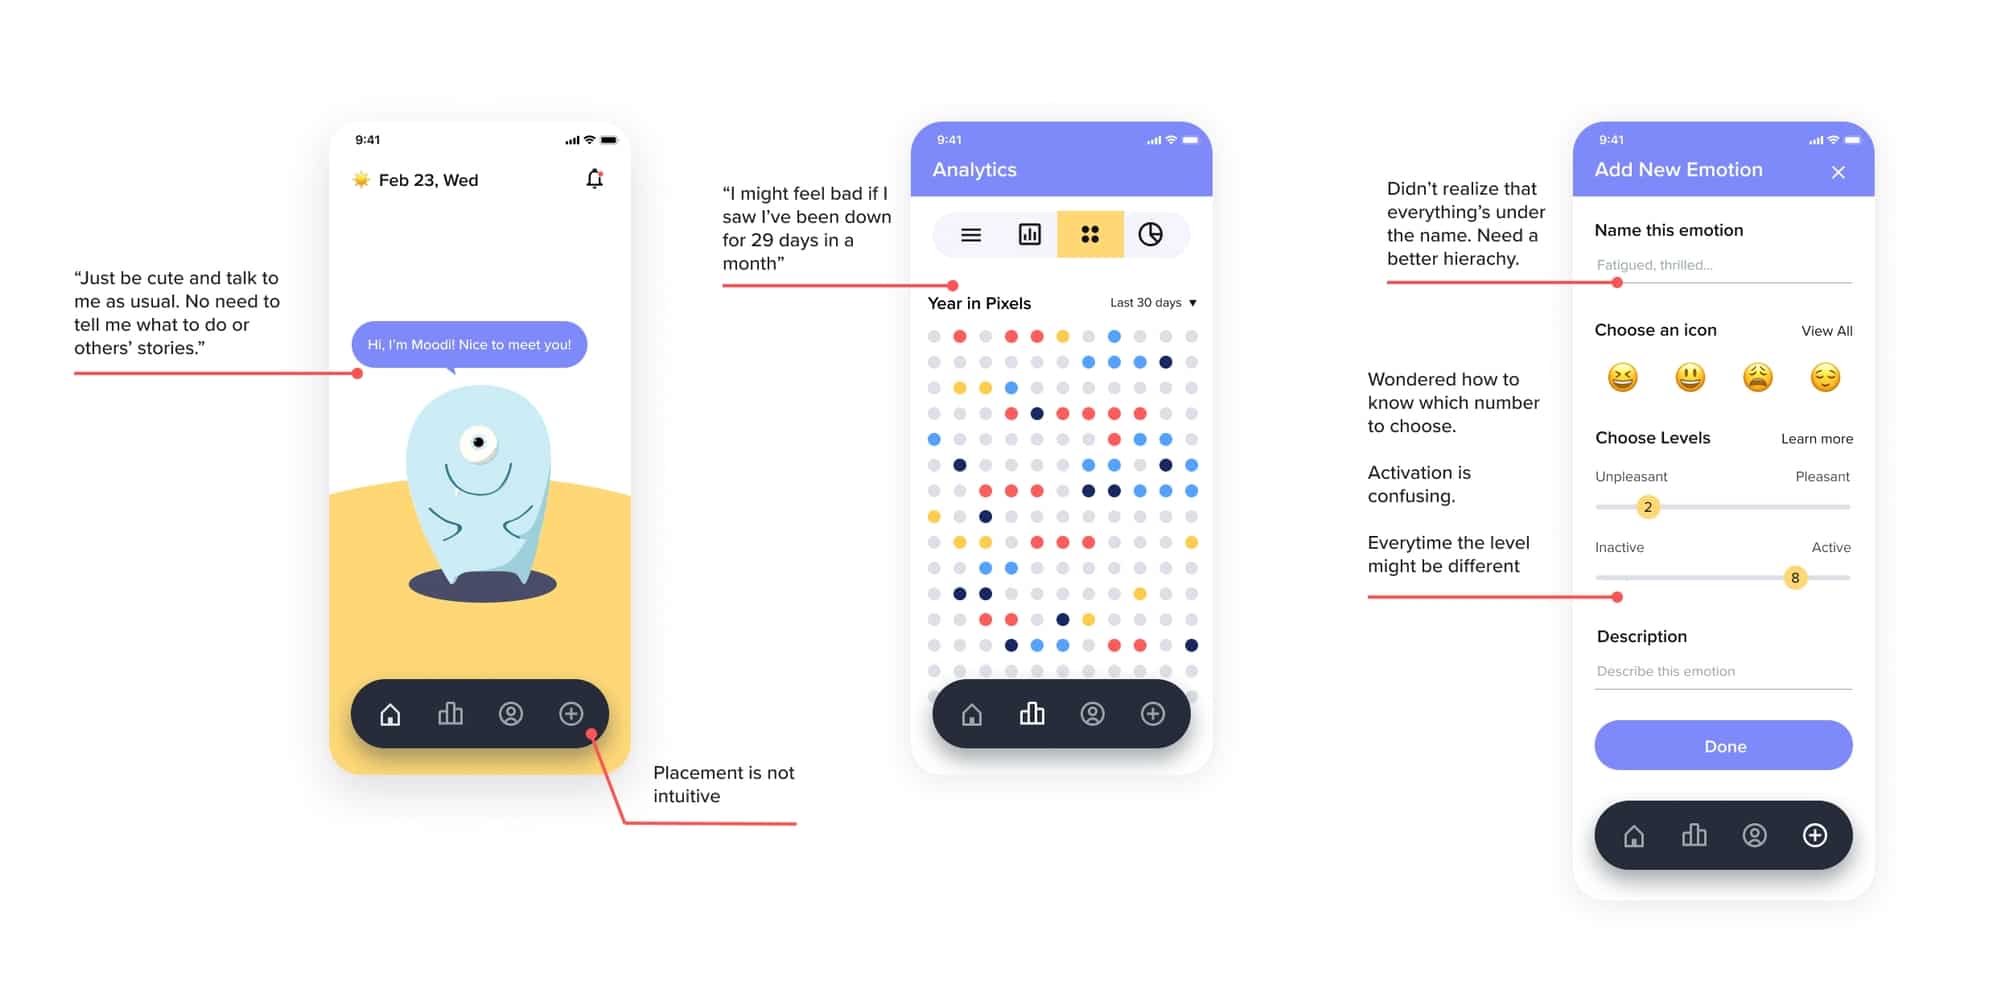 “Just be cute and talk to
me as usual. No need to
tell me what to do or
others’ stories.”
9:41
Feb 23, Wed
Hi, I’m Moodi! Nice to meet you!
Placement is not
intuitive
“I might feel bad if I
saw I’ve been down
for 29 days in a
month”
9:41
Analytics
Year in Pixels
Last 30 days ▼
Didn’t realize that
everything’s under
the name. Need a
better hierachy.
Wondered how to
know which number
to choose.
Activation is
confusing.
Everytime the level
might be different
9:41
Add New Emotion
Name this emotion
Fatigued, thrilled...
Choose an icon
View All
Choose Levels
Learn more
Unpleasant
Pleasant
2
Inactive
Active
8
Description
Describe this emotion
Done